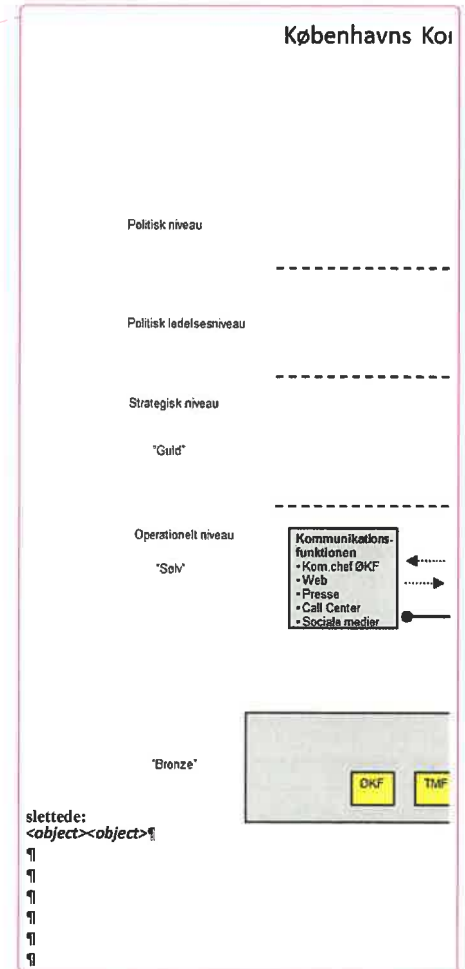 Københavns Ko
Politisk niveau
Politisk ledelsesniveau
Strategisk niveau
"Guld"
Operationelt niveau
"Sølv"
Kommunikations-
funktionen
- Kom.chef ØKF
- Web
- Presse
- Call Center
- Sociale medier
"Bronze"
ØKF
TMF
slettede:
<object><object>¶
¶
¶
¶
¶
¶
¶